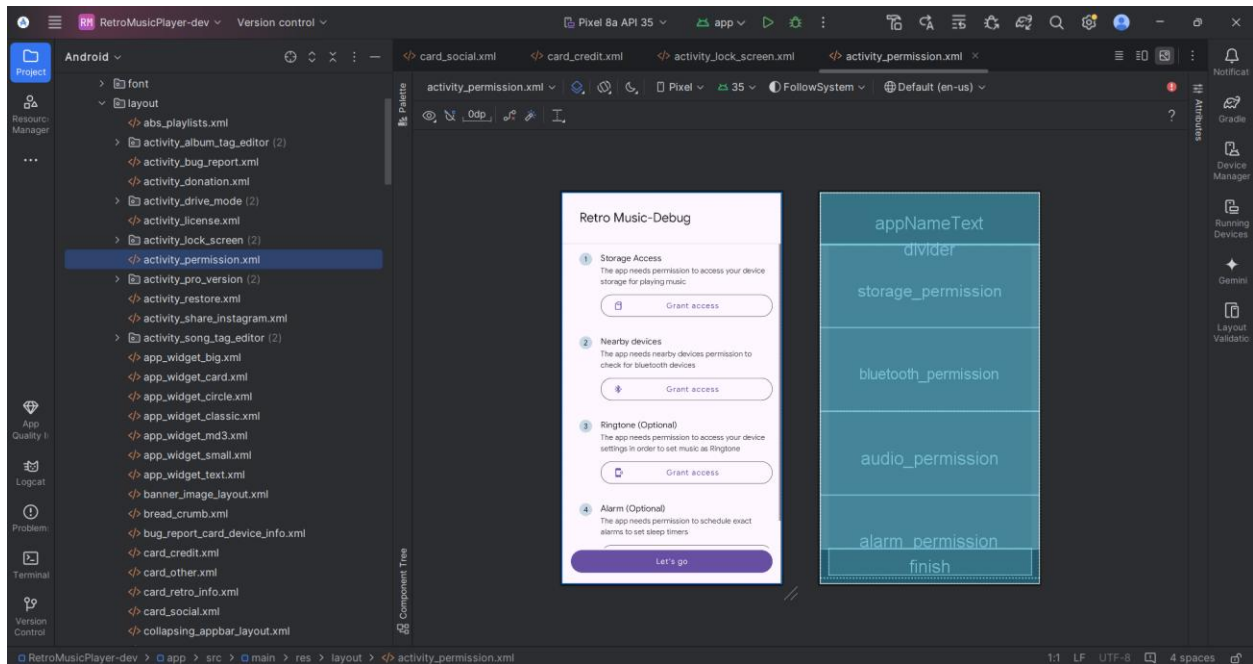 RM RetroMusicPlayer-dev Version control Pixel 8a API 35 app
Project
Resourc
Manager
App
Quality I
Logcat
Problem
Terminal
Version
Control
Android
font
layout
abs_playlists.xml
activity_album_tag_editor (2)
activity_bug_report.xml
activity_donation.xml
activity_drive_mode (2)
activity_license.xml
activity_lock_screen (2)
activity_permission.xml
activity_pro_version (2)
activity_restore.xml
activity_share_instagram.xml
activity_song_tag_editor (2)
app_widget_big.xml
app_widget_card.xml
app_widget_circle.xml
app_widget_classic.xml
app_widget_md3.xml
app_widget_small.xml
app_widget_text.xml
banner_image_layout.xml
bread_crumb.xml
bug_report_card_device_info.xml
card_credit.xml
card_other.xml
card_retro_info.xml
card_social.xml
collapsing_appbar_layout.xml
card_social.xml card_credit.xml activity_lock_screen.xml activity_permission.xml
Palette
activity_permission.xml Pixel 35 FollowSystem Default (en-us)
0dp ?
Component Tree
Retro Music-Debug
1 Storage Access
The app needs permission to access your device
storage for playing music
Grant access
2 Nearby devices
The app needs nearby devices permission to
check for bluetooth devices
Grant access
3 Ringtone (Optional)
The app needs permission to access your device
settings in order to set music as Ringtone
Grant access
4 Alarm (Optional)
The app needs permission to schedule exact
alarms to set sleep timers
Let's go
appNameText
divider
storage_permission
bluetooth_permission
audio_permission
alarm_permission
finish
Attributes
Notificat
Gradle
Device
Manager
Running
Devices
Gemini
Layout
Validatic
RetroMusicPlayer-dev > app > src > main > res > layout > activity_permission.xml 1:1 LF UTF-8 4 spaces